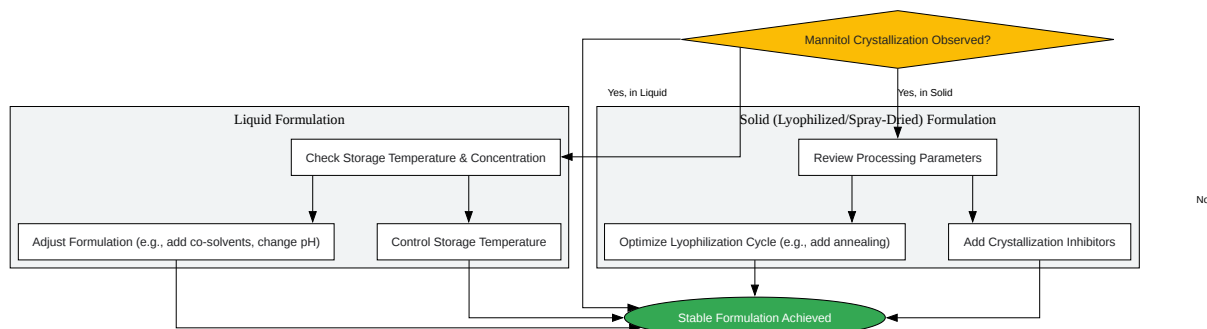 Mannitol Crystallization Observed?
Yes, in Liquid
Yes, in Solid
Liquid Formulation
Solid (Lyophilized/Spray-Dried) Formulation
Check Storage Temperature & Concentration
Review Processing Parameters
No
Adjust Formulation (e.g., add co-solvents, change pH)
Control Storage Temperature
Optimize Lyophilization Cycle (e.g., add annealing)
Add Crystallization Inhibitors
Stable Formulation Achieved